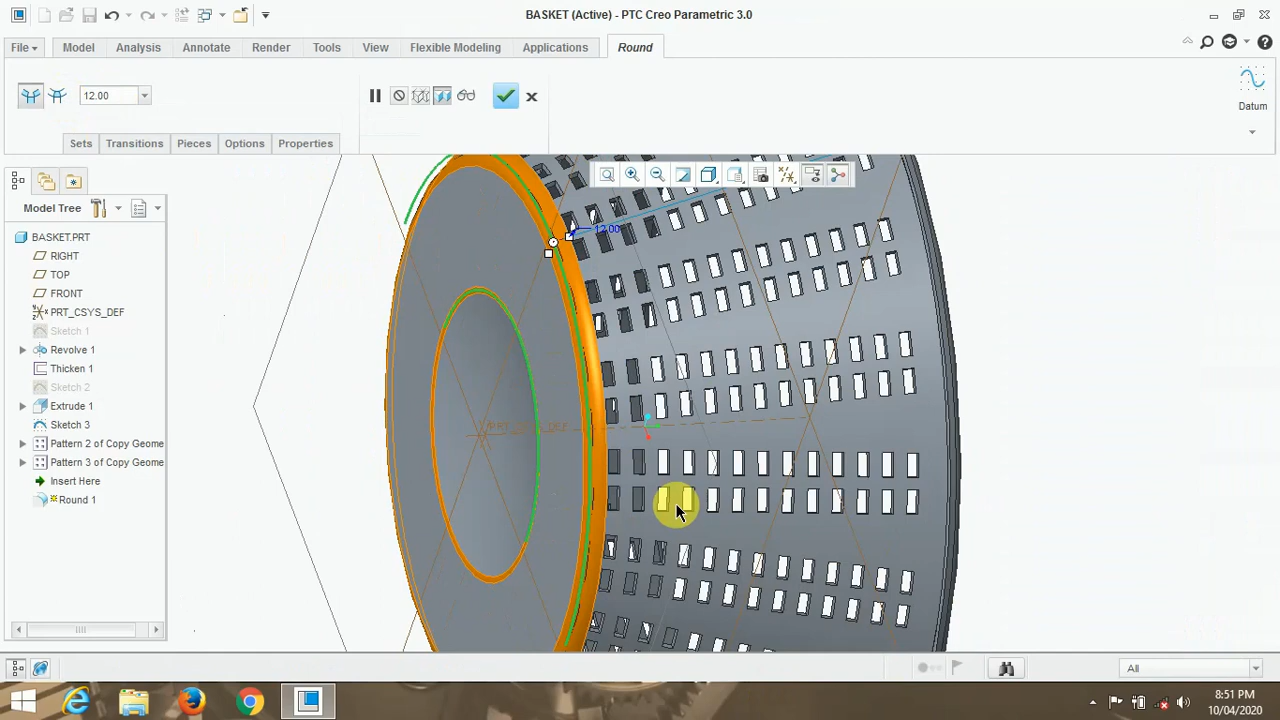 BASKET (Active) - PTC Creo Parametric 3.0
File Model Analysis Annotate Render Tools View Flexible Modeling Applications Round
12.00
Datum
Sets Transitions Pieces Options Properties
Model Tree
BASKET.PRT
RIGHT
TOP
FRONT
PRT_CSYS_DEF
Sketch 1
Revolve 1
Thicken 1
Sketch 2
Extrude 1
Sketch 3
Pattern 2 of Copy Geome
Pattern 3 of Copy Geome
Insert Here
Round 1
12.00
PRT_CSYS_DEF
All
8:51 PM
10/04/2020